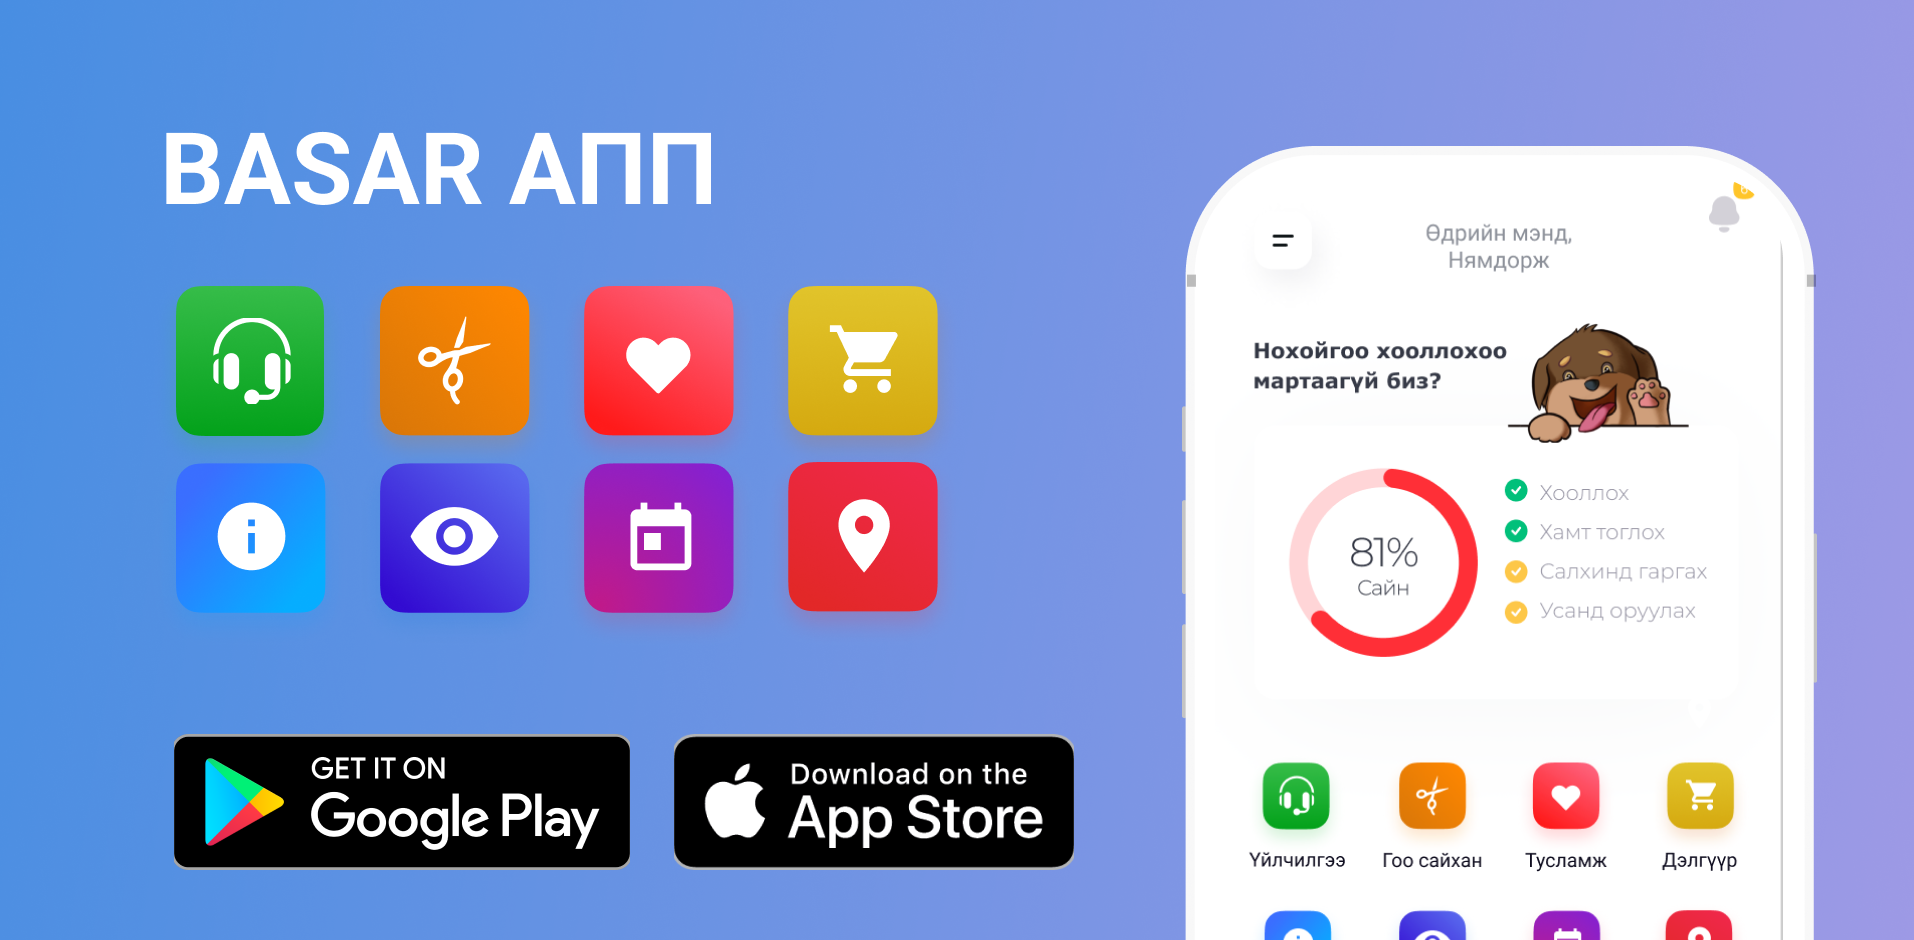 BASAR АПП
GET IT ON
Google Play
Download on the
App Store
Өдрийн мэнд,
Нямдорж
Нохойгоо хооллохоо
мартаагүй биз?
81%
Сайн
Хооллох
Хамт тоглох
Салхинд гаргах
Усанд оруулах
Үйлчилгээ
Гоо сайхан
Тусламж
Дэлгүүр